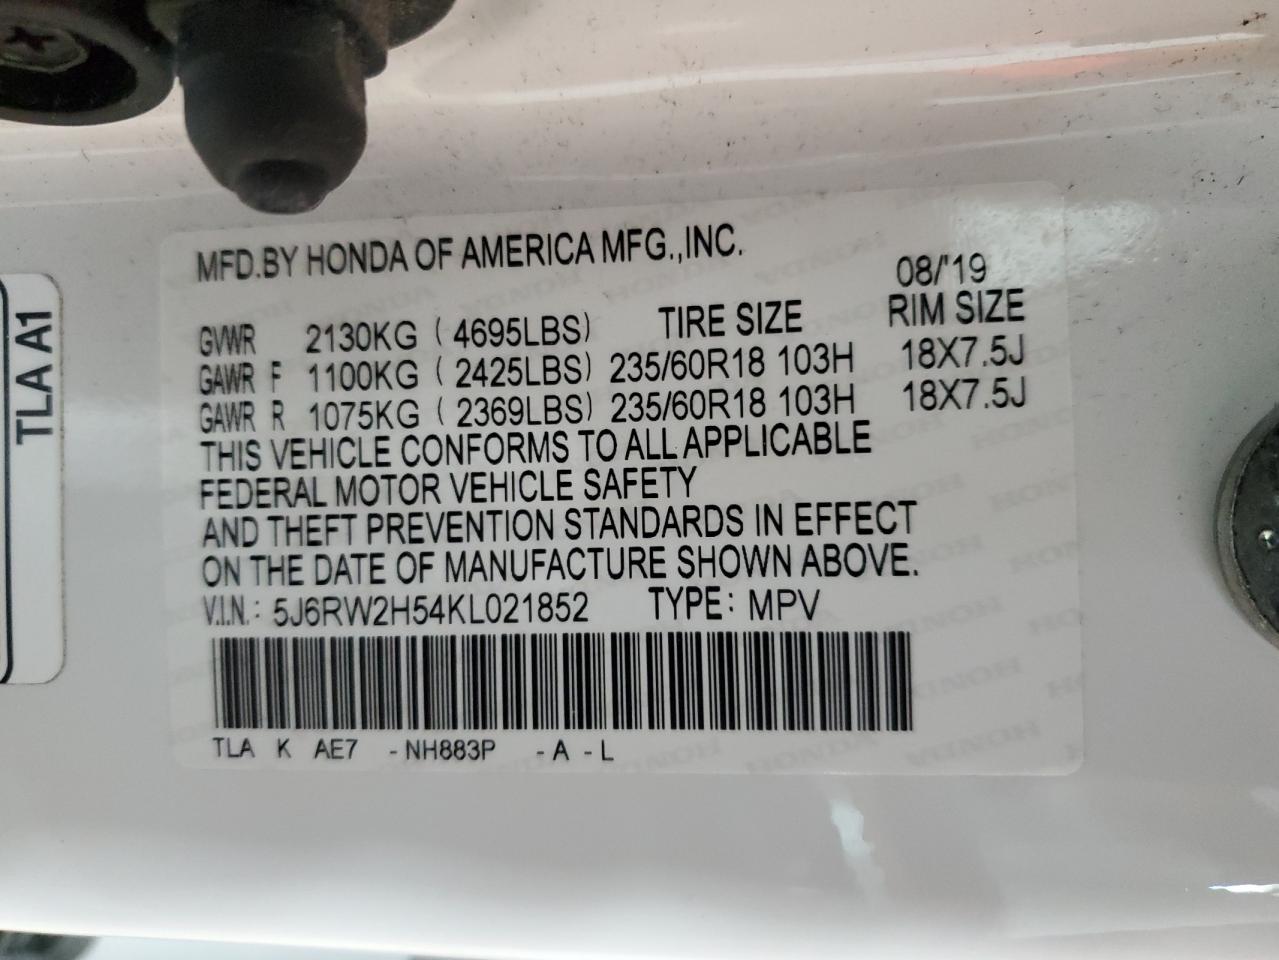 MFD.BY HONDA OF AMERICA MFG.,INC.
08/'19
GVWR 2130KG ( 4695LBS) TIRE SIZE RIM SIZE
GAWR F 1100KG ( 2425LBS) 235/60R18 103H 18X7.5J
GAWR R 1075KG ( 2369LBS) 235/60R18 103H 18X7.5J
THIS VEHICLE CONFORMS TO ALL APPLICABLE
FEDERAL MOTOR VEHICLE SAFETY
AND THEFT PREVENTION STANDARDS IN EFFECT
ON THE DATE OF MANUFACTURE SHOWN ABOVE.
V.I.N.: 5J6RW2H54KL021852 TYPE: MPV
TLA K AE7 -NH883P -A -L
TLA A1